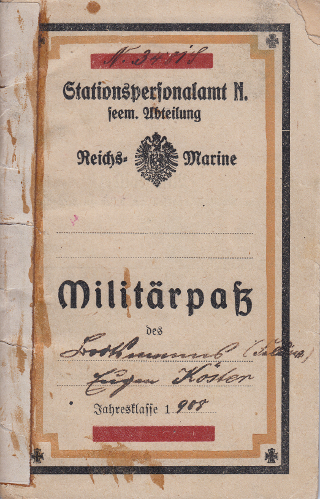 Stationspersonalamt N.
seem. Abteilung
Reichs- Marine
Militärpaß
des
Eugen Köster
Jahresklasse 1908